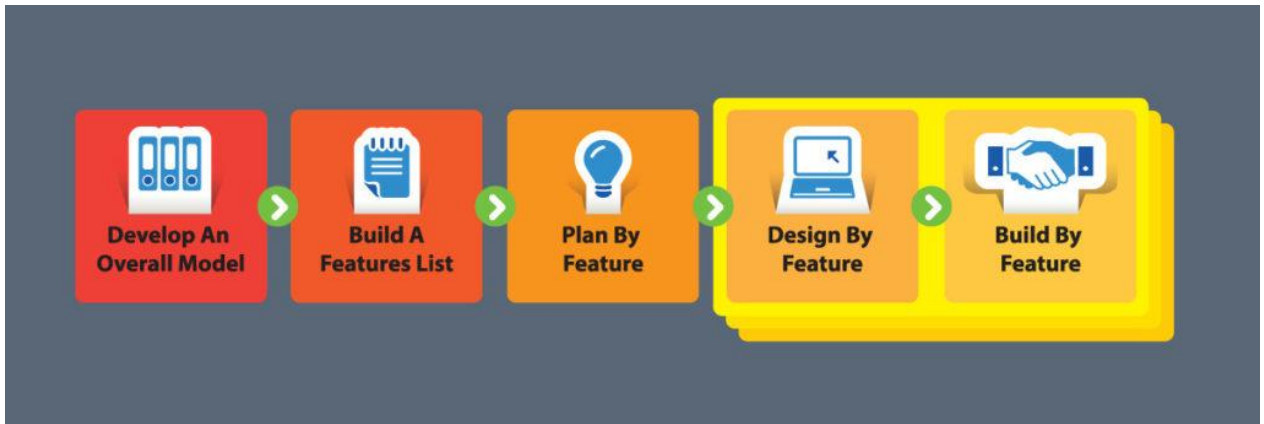 Develop An
Overall Model
Build A
Features List
Plan By
Feature
Design By
Feature
Build By
Feature